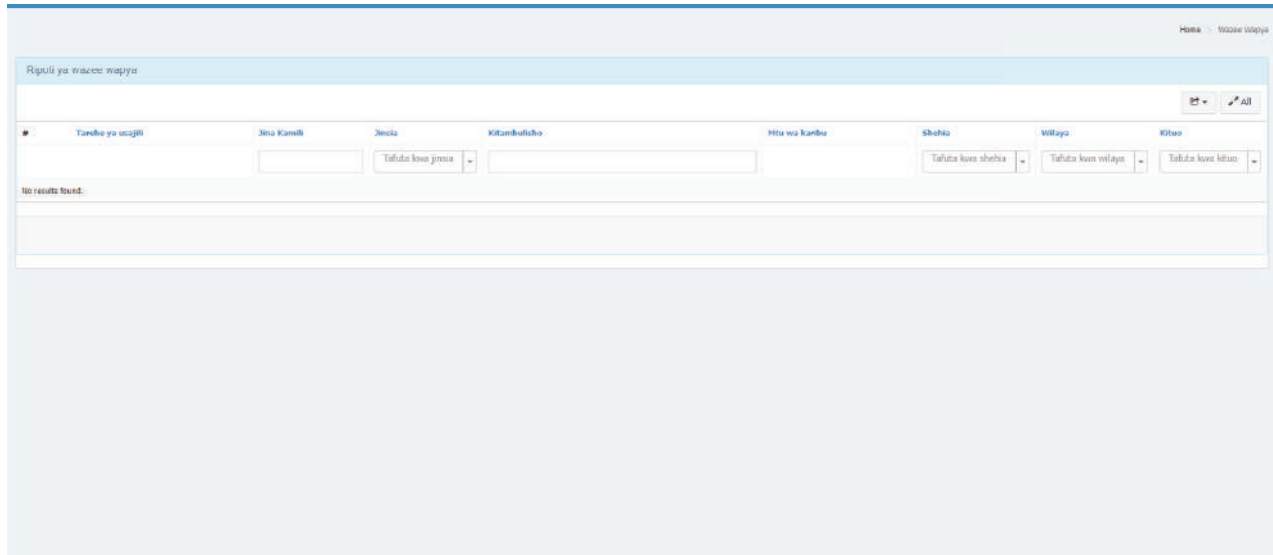 Home > Wazee Wapya
Ripoti ya wazee wapya
All
# Tarehe ya usajili Jina Kamili Jinsia Kitambulisho Mtu wa karibu Shehia Wilaya Kituo
Tafuta kwa jinsia Tafuta kwa shehia Tafuta kwa wilaya Tafuta kwa kituo
No results found.